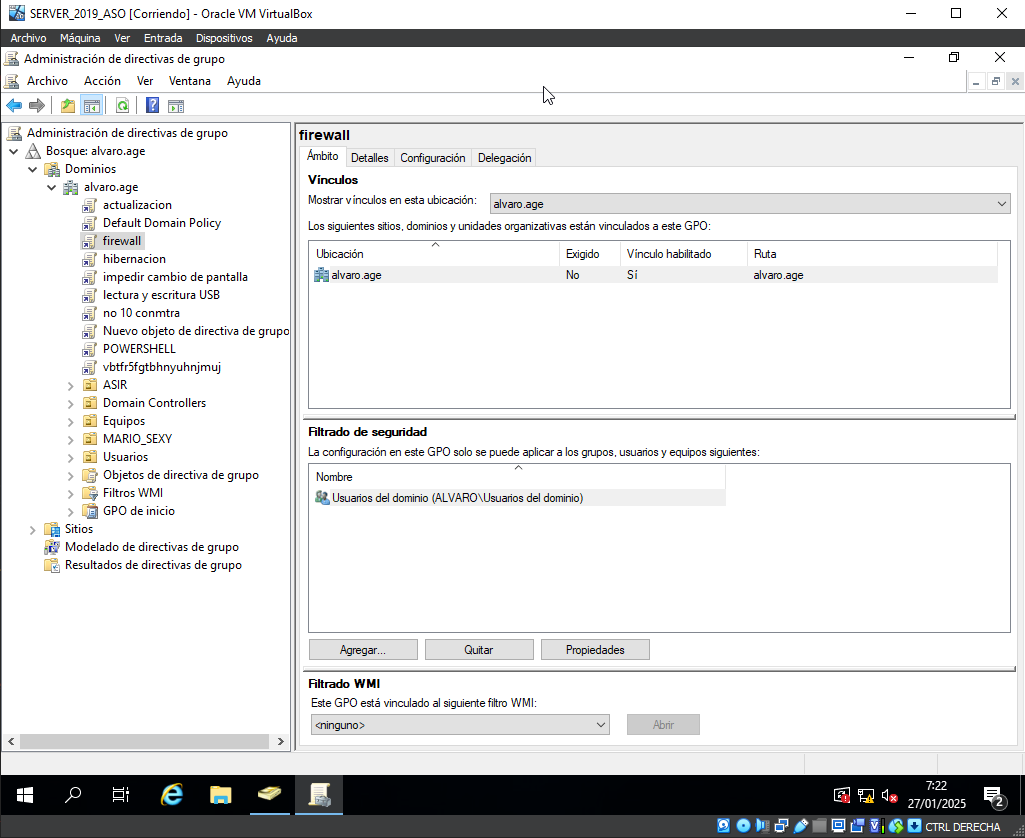 SERVER_2019_ASO [Corriendo] - Oracle VM VirtualBox
Archivo Máquina Ver Entrada Dispositivos Ayuda
Administración de directivas de grupo
Archivo Acción Ver Ventana Ayuda
Administración de directivas de grupo
Bosque: alvaro.age
Dominios
alvaro.age
actualizacion
Default Domain Policy
firewall
hibernacion
impedir cambio de pantalla
lectura y escritura USB
no 10 conmtra
Nuevo objeto de directiva de grupo
POWERSHELL
vbtfr5fgtbhnyuhnjmuj
ASIR
Domain Controllers
Equipos
MARIO_SEXY
Usuarios
Objetos de directiva de grupo
Filtros WMI
GPO de inicio
Sitios
Modelado de directivas de grupo
Resultados de directivas de grupo
firewall
Ámbito Detalles Configuración Delegación
Vínculos
Mostrar vínculos en esta ubicación: alvaro.age
Los siguientes sitios, dominios y unidades organizativas están vinculados a este GPO:
Ubicación Exigido Vínculo habilitado Ruta
alvaro.age No Sí alvaro.age
Filtrado de seguridad
La configuración en este GPO solo se puede aplicar a los grupos, usuarios y equipos siguientes:
Nombre
Usuarios del dominio (ALVARO\Usuarios del dominio)
Agregar... Quitar Propiedades
Filtrado WMI
Este GPO está vinculado al siguiente filtro WMI:
<ninguno> Abrir
7:22
27/01/2025
2
CTRL DERECHA